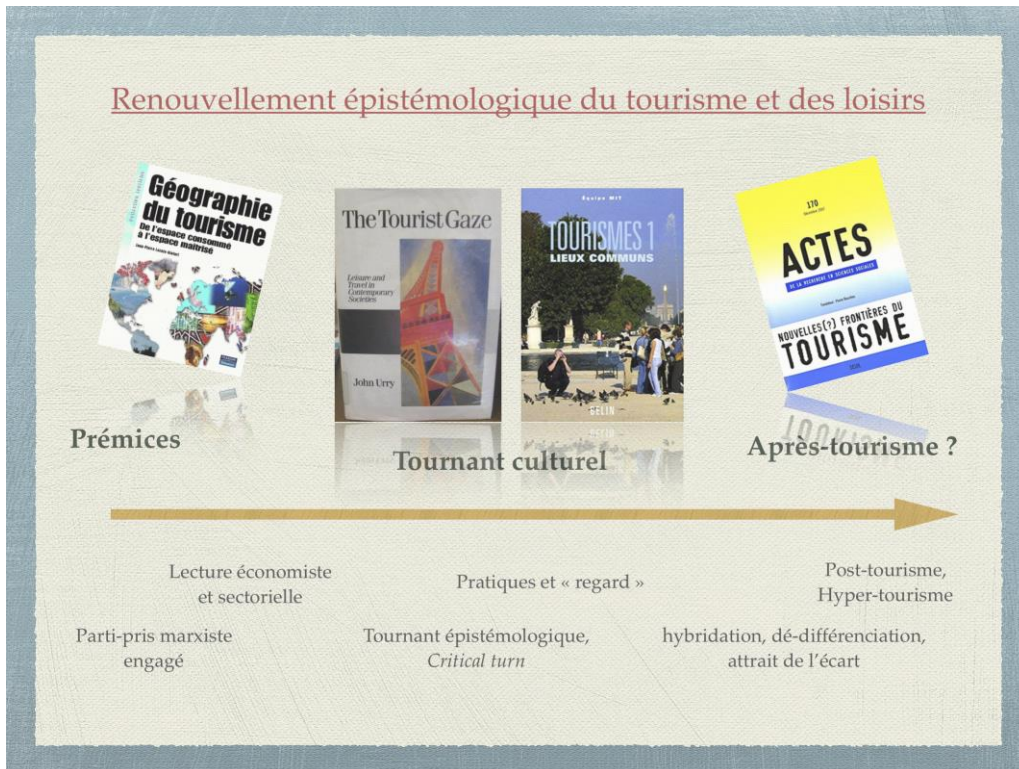 Renouvellement épistémologique du tourisme et des loisirs
Géographie
du tourisme
De l'espace consommé
à l'espace maîtrisé
The Tourist Gaze
Leisure and
Travel in
Contemporary
Societies
John Urry
Équipe MIT
TOURISMES 1
LIEUX COMMUNS
BELIN
170
ACTES
DE LA RECHERCHE EN SCIENCES SOCIALES
NOUVELLES(?) FRONTIÈRES DU
TOURISME
SEUIL
Prémices
Tournant culturel
Après-tourisme ?
Lecture économiste
et sectorielle
Pratiques et « regard »
Post-tourisme,
Hyper-tourisme
Parti-pris marxiste
engagé
Tournant épistémologique,
Critical turn
hybridation, dé-différenciation,
attrait de l'écart